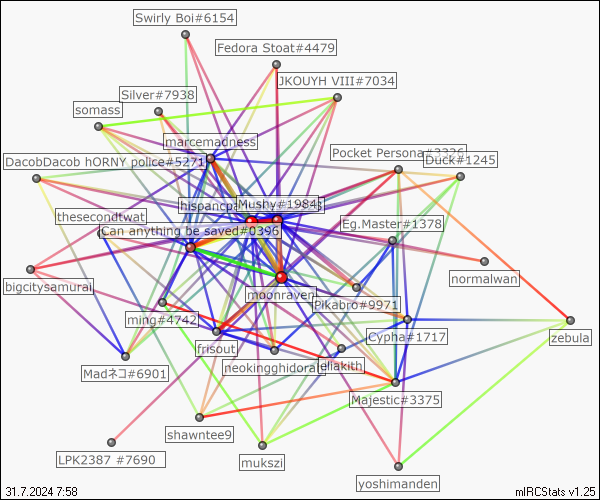 Swirly Boi#6154
Fedora Stoat#4479
JKOUYH VIII#7034
Silver#7938
somass
marcemadness
Pocket Persona#3326
Duck#1245
DacobDacob hORNY police#5271
hispancpa
Mushy#1984
thesecondtwat
Eg.Master#1378
Can anything be saved#0396
normalwan
bigcitysamurai
moonraven
Pikabro#9971
ming#4742
Cypha#1717
zebula
frisout
neokingghidorah
eliakith
Madネコ#6901
Majestic#3375
shawntee9
LPK2387 #7690
mukszi
yoshimanden
31.7.2024 7:58
mIRCStats v1.25